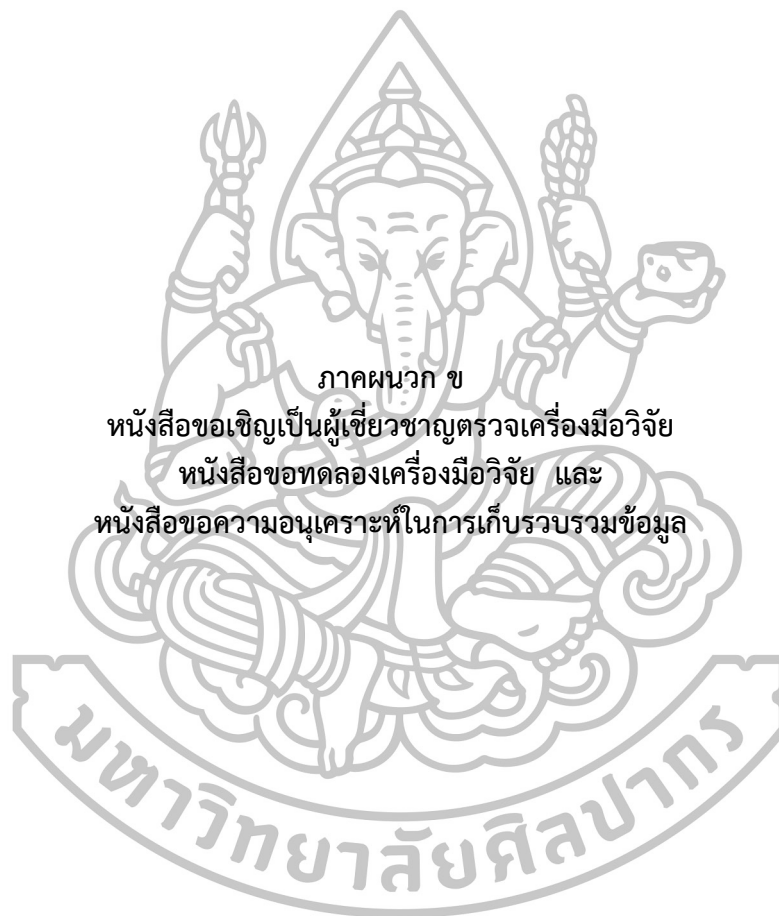 ภาคผนวก ข
หนังสือขอเชิญเป็นผู้เชี่ยวชาญตรวจเครื่องมือวิจัย
หนังสือขอทดลองเครื่องมือวิจัย และ
หนังสือขอความอนุเคราะห์ในการเก็บรวบรวมข้อมูล
มหาวิทยาลัยศิลปากร